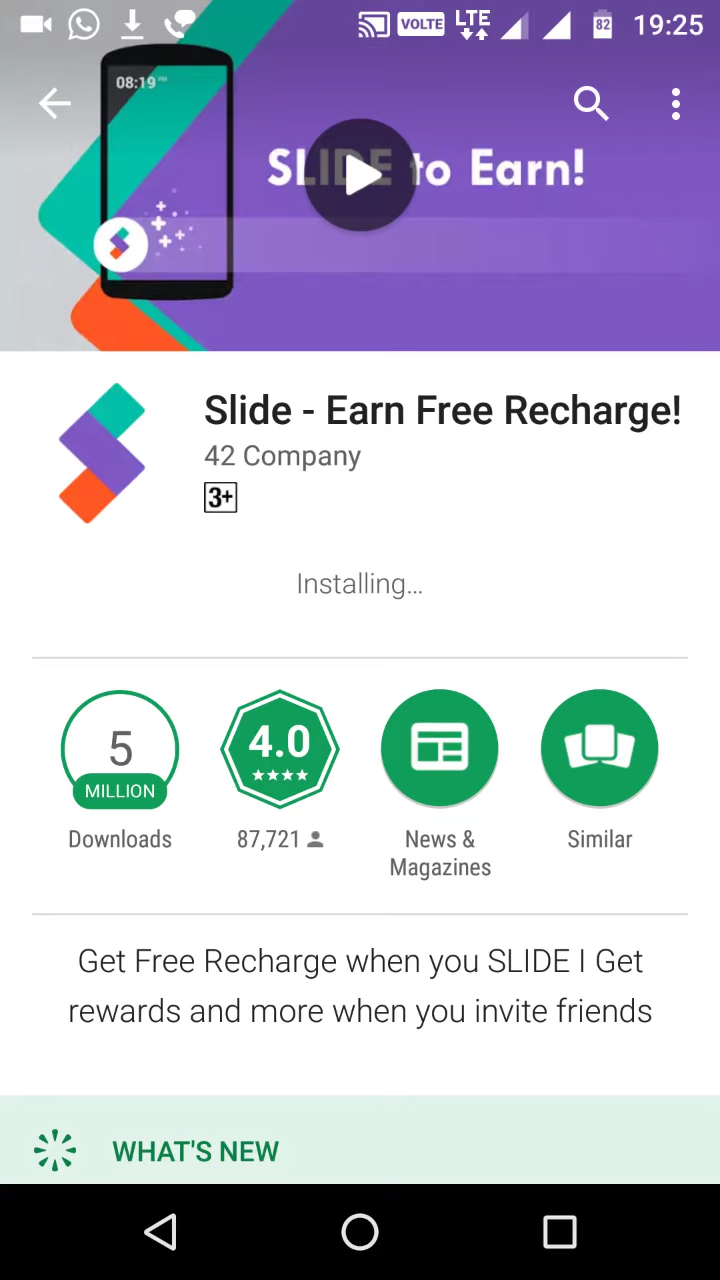 VOLTE LTE 82 19:25
08:19
SLIDE to Earn!
Slide - Earn Free Recharge!
42 Company
3+
Installing...
5
MILLION
4.0
Downloads
87,721
News &
Magazines
Similar
Get Free Recharge when you SLIDE I Get
rewards and more when you invite friends
WHAT'S NEW